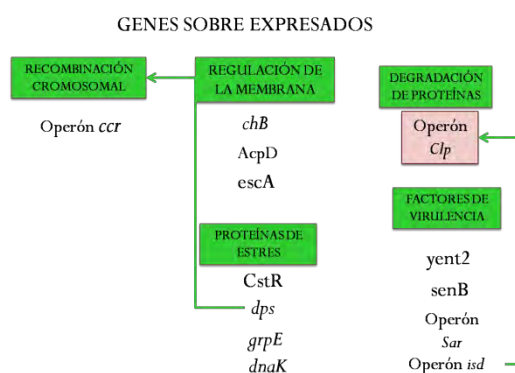 GENES SOBRE EXPRESADOS
RECOMBINACIÓN
CROMOSOMAL
Operón ccr
REGULACIÓN DE
LA MEMBRANA
chB
AcpD
escA
PROTEÍNAS DE
ESTRES
CstR
dps
grpE
dnaK
DEGRADACIÓN
DE PROTEÍNAS
Operón
Clp
FACTORES DE
VIRULENCIA
yent2
senB
Operón
Sar
Operón isd